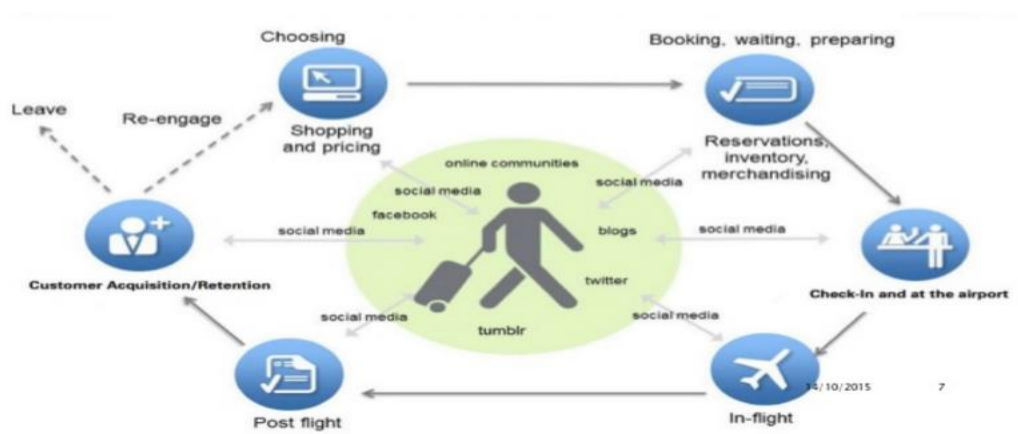 Choosing
Booking, waiting, preparing
Leave
Re-engage
Shopping
and pricing
Reservations,
inventory,
merchandising
online communities
social media
social media
facebook
social media
blogs
social media
Customer Acquisition/Retention
twitter
Check-In and at the airport
social media
social media
tumblr
14/10/2015
7
Post flight
In-flight